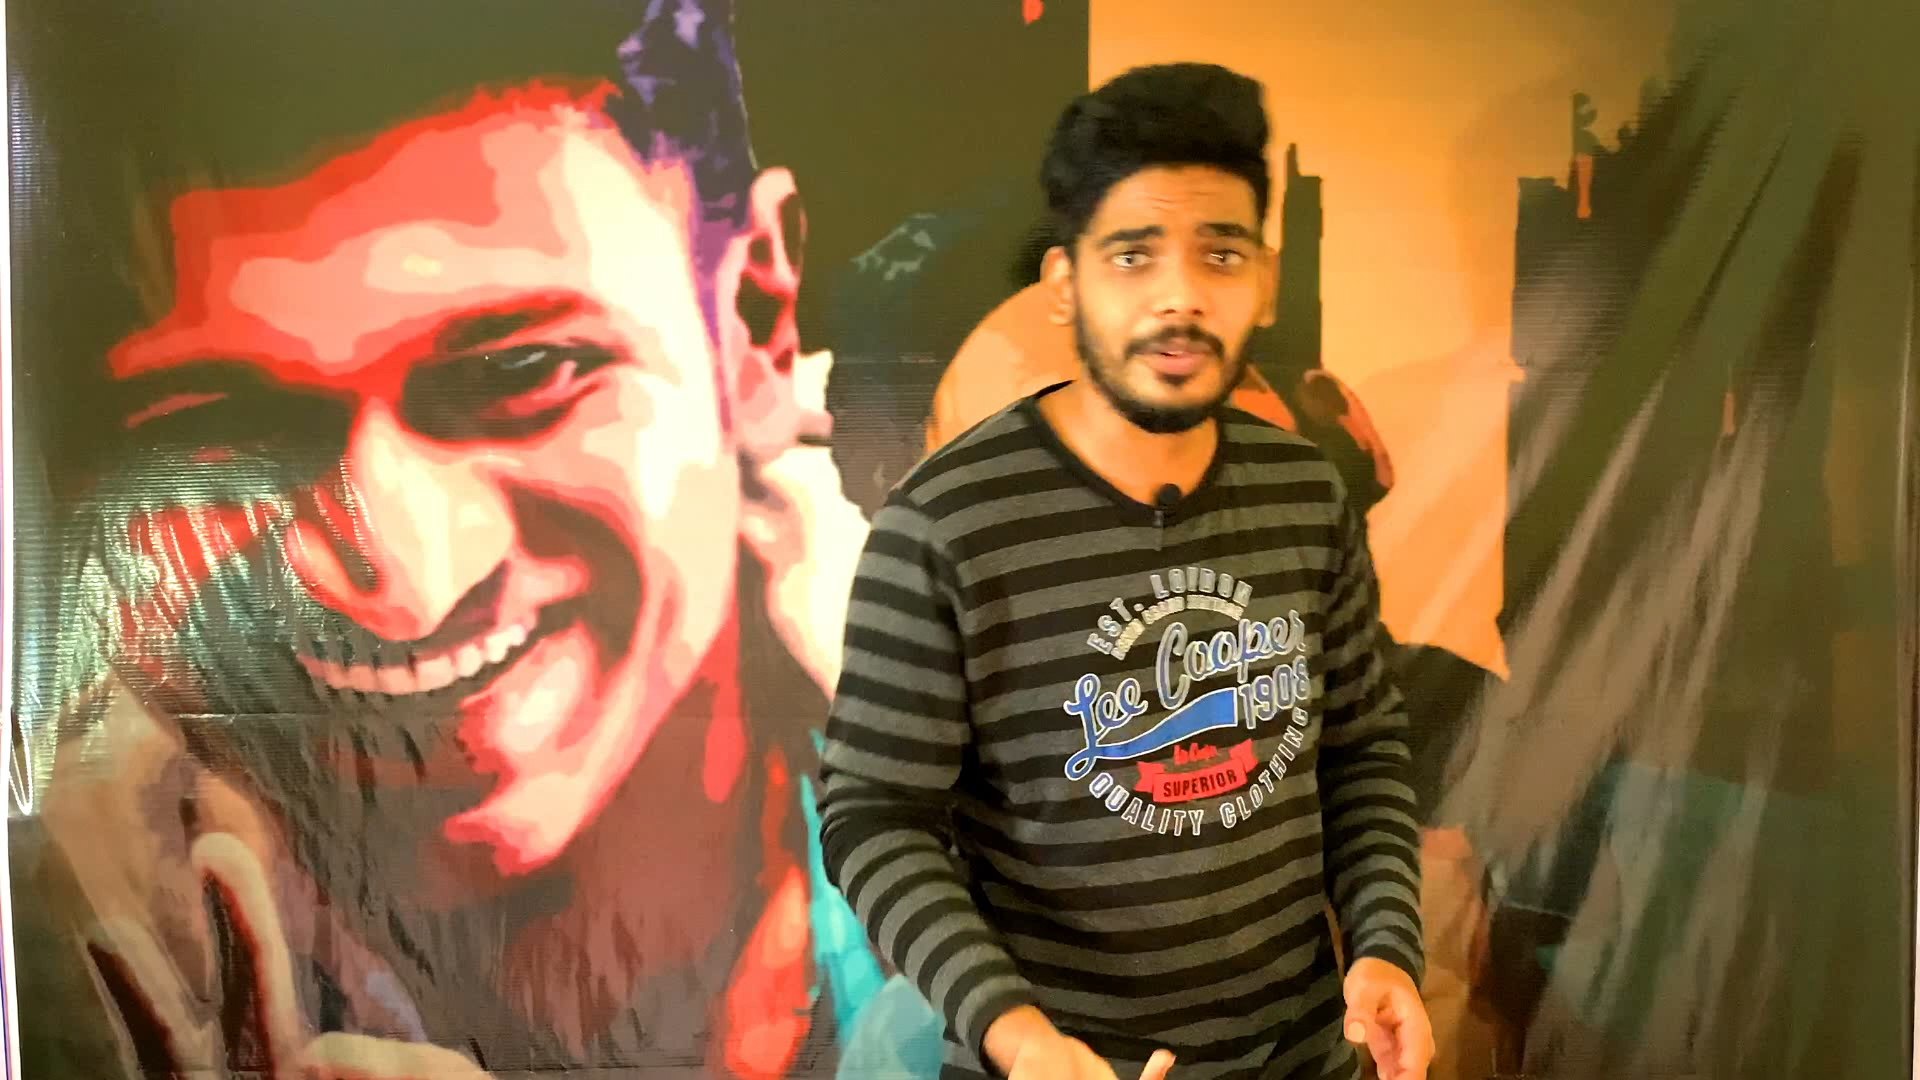 EST. LONDON
Lee Cooper
1908
SUPERIOR
QUALITY CLOTHING